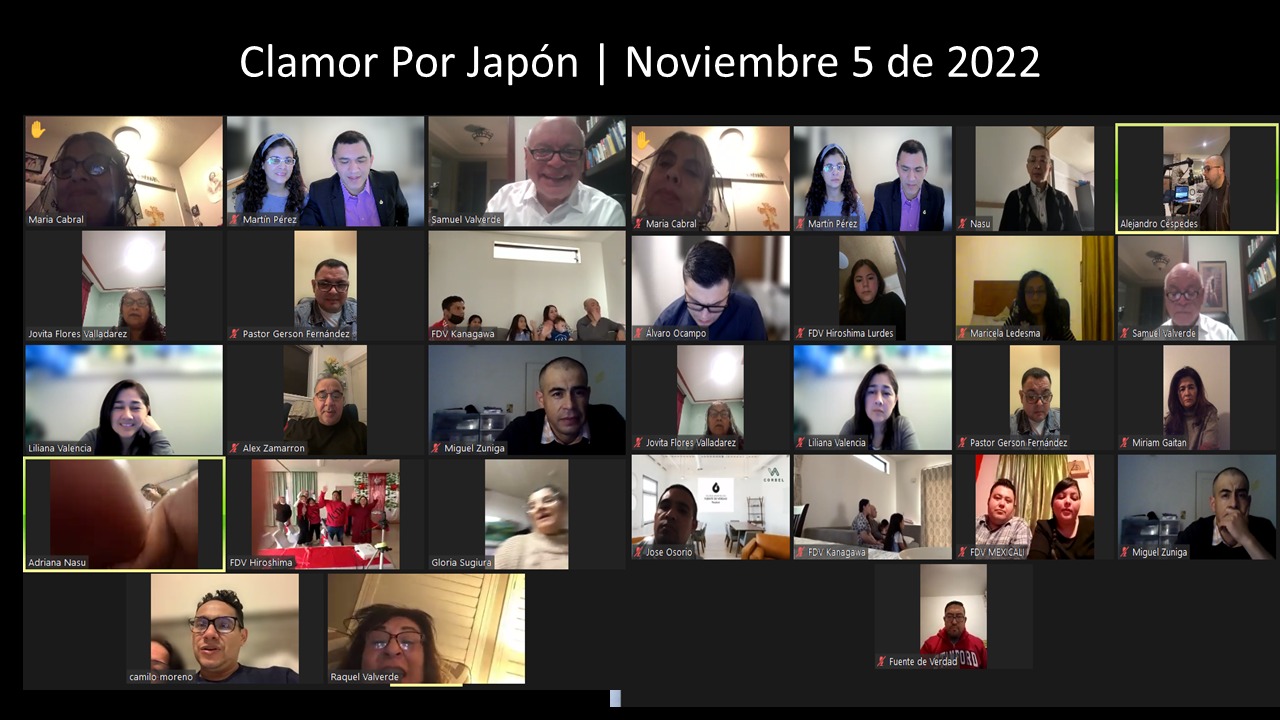 Clamor Por Japón | Noviembre 5 de 2022
Maria Cabral
Martín Pérez
Samuel Valverde
Jovita Flores Valladarez
Pastor Gerson Fernández
FDV Kanagawa
Liliana Valencia
Alex Zamarron
Miguel Zuniga
Adriana Nasu
FDV Hiroshima
Gloria Sugiura
camilo moreno
Raquel Valverde
Maria Cabral
Martín Pérez
Nasu
Alejandro Céspedes
Álvaro Ocampo
FDV Hiroshima Lurdes
Maricela Ledesma
Samuel Valverde
Jovita Flores Valladarez
Liliana Valencia
Pastor Gerson Fernández
Miriam Gaitan
CORBEL
Jose Osorio
FDV Kanagawa
FDV MEXICALI
Miguel Zuniga
Fuente de Verdad